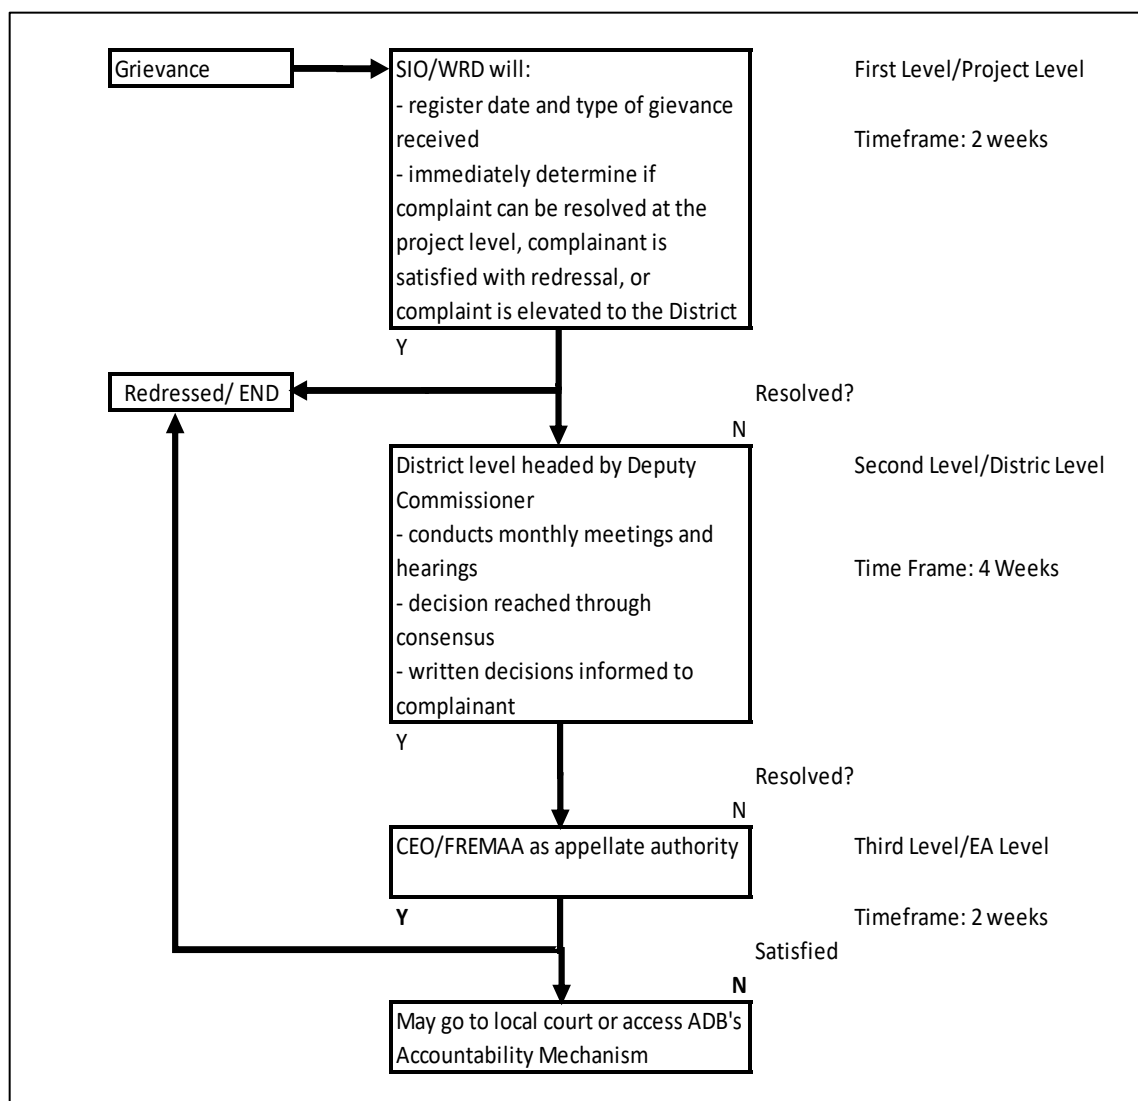 Grievance
SIO/WRD will:
- register date and type of gievance
received
- immediately determine if
complaint can be resolved at the
project level, complainant is
satisfied with redressal, or
complaint is elevated to the District
First Level/Project Level
Timeframe: 2 weeks
Y
Redressed/ END
Resolved?
N
District level headed by Deputy
Commissioner
- conducts monthly meetings and
hearings
- decision reached through
consensus
- written decisions informed to
complainant
Second Level/Distric Level
Time Frame: 4 Weeks
Y
Resolved?
N
CEO/FREMAA as appellate authority
Third Level/EA Level
Y
Timeframe: 2 weeks
Satisfied
N
May go to local court or access ADB's
Accountability Mechanism